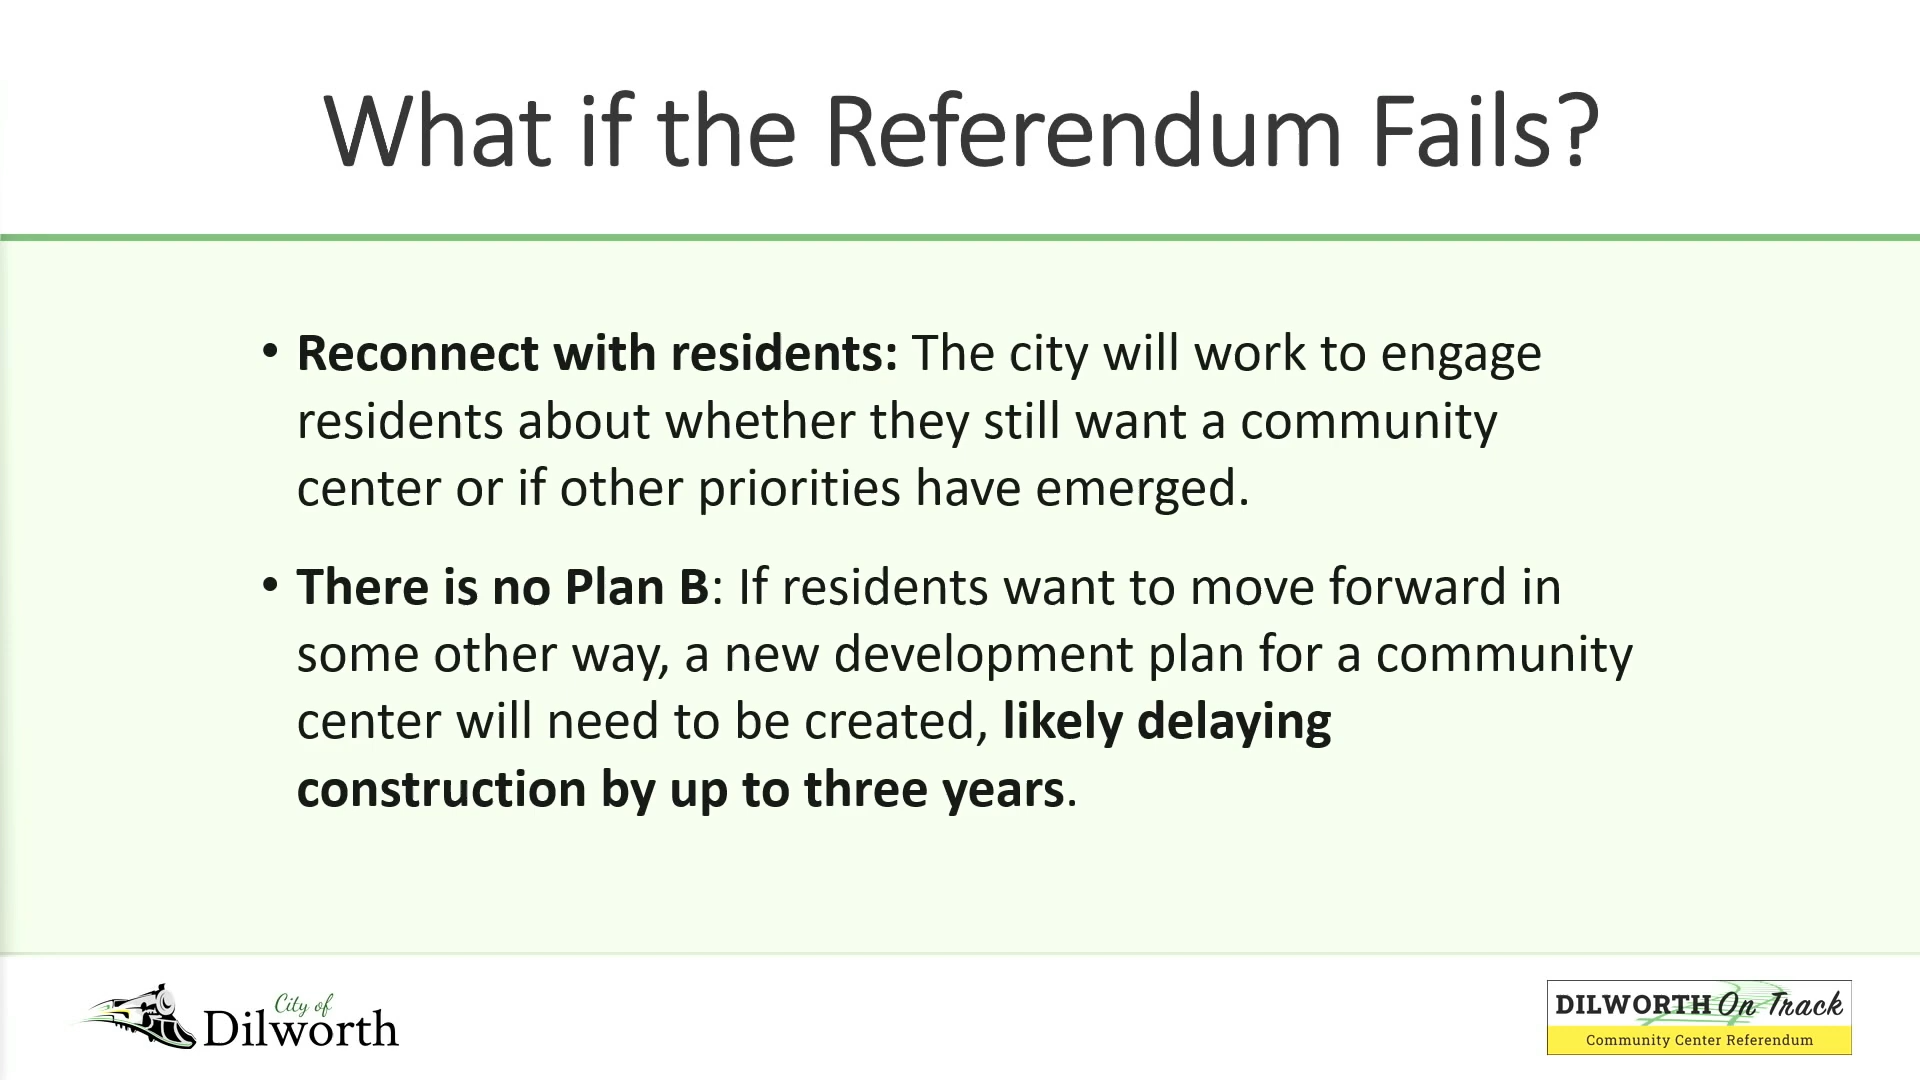 What if the Referendum Fails?
• Reconnect with residents: The city will work to engage
residents about whether they still want a community
center or if other priorities have emerged.
• There is no Plan B: If residents want to move forward in
some other way, a new development plan for a community
center will need to be created, likely delaying
construction by up to three years.
City of
Dilworth
DILWORTH On Track
Community Center Referendum